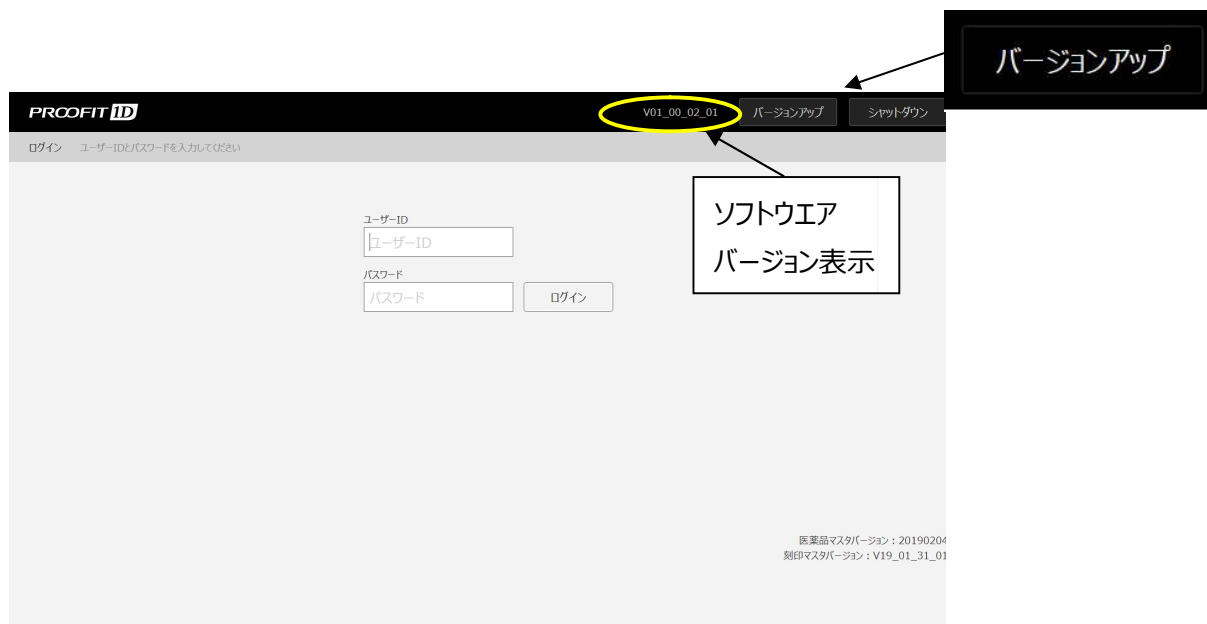 バージョンアップ
PROOFIT 1D
V01_00_02_01
バージョンアップ
シャットダウン
ログイン ユーザーIDとパスワードを入力してください
ソフトウエア
バージョン表示
ユーザーID
ユーザーID
パスワード
パスワード
ログイン
医薬品マスタバージョン：20190204
刻印マスタバージョン：V19_01_31_01